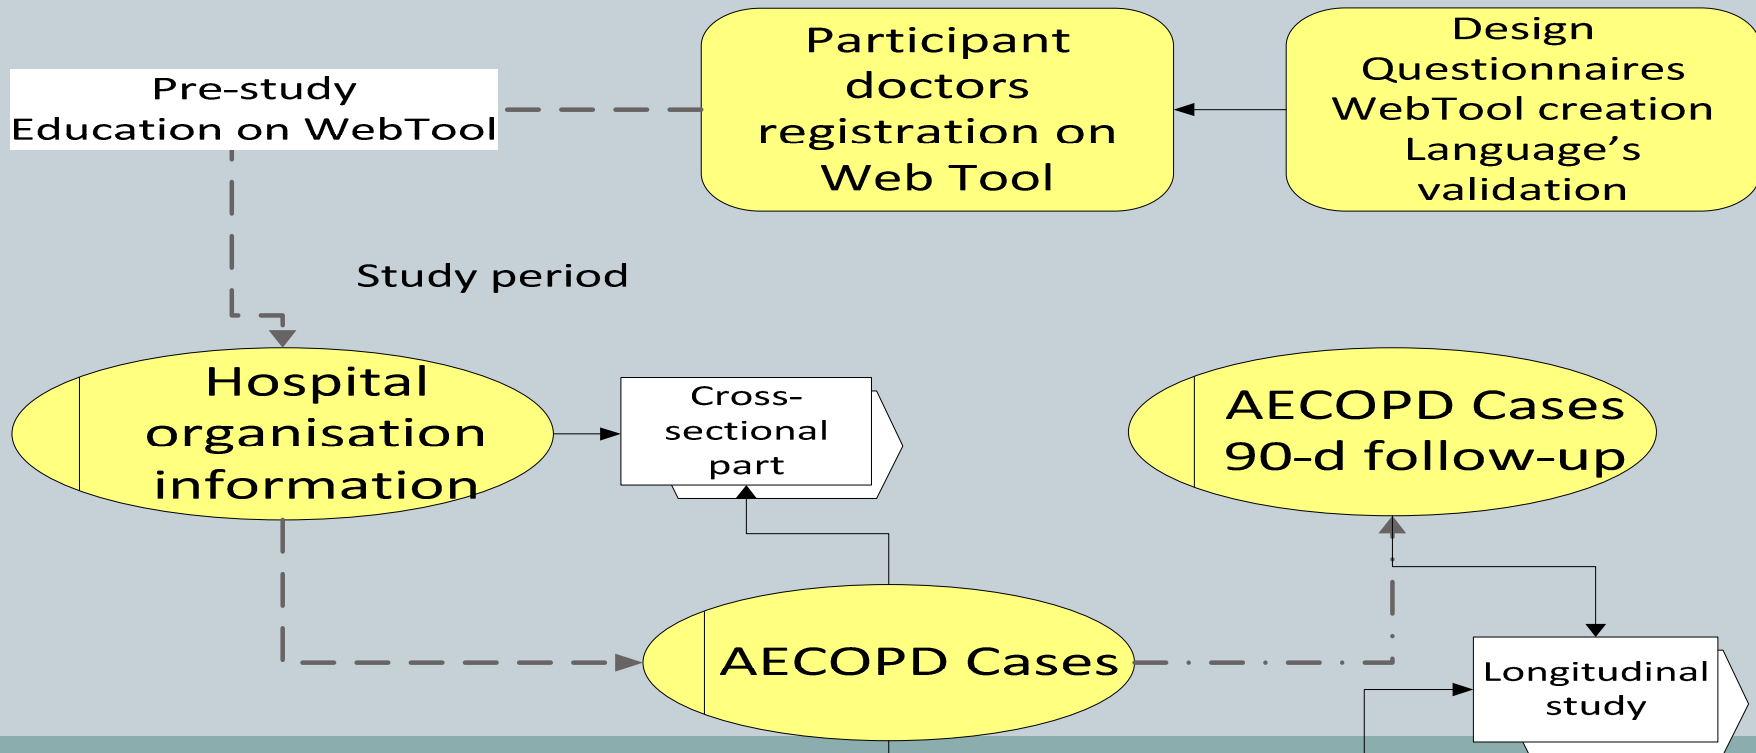 Participant
doctors
registration on
Web Tool
Design
Questionnaires
WebTool creation
Language’s
validation
Pre-study
Education on WebTool
Study period
Hospital
organisation
information
Cross-
sectional
part
AECOPD Cases
90-d follow-up
AECOPD Cases
Longitudinal
study